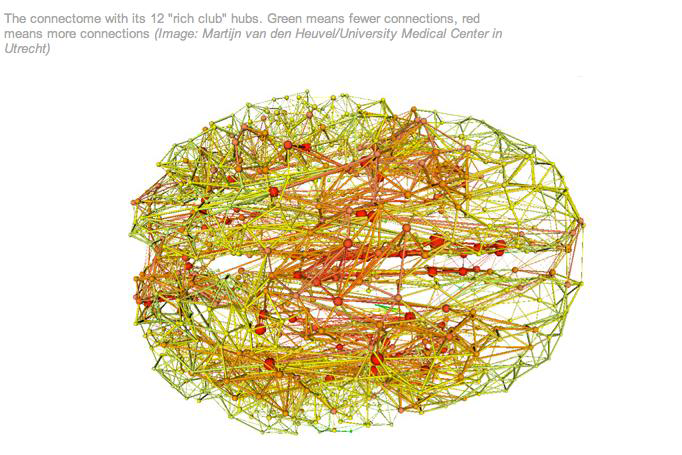 The connectome with its 12 "rich club" hubs. Green means fewer connections, red
means more connections (Image: Martijn van den Heuvel/University Medical Center in
Utrecht)